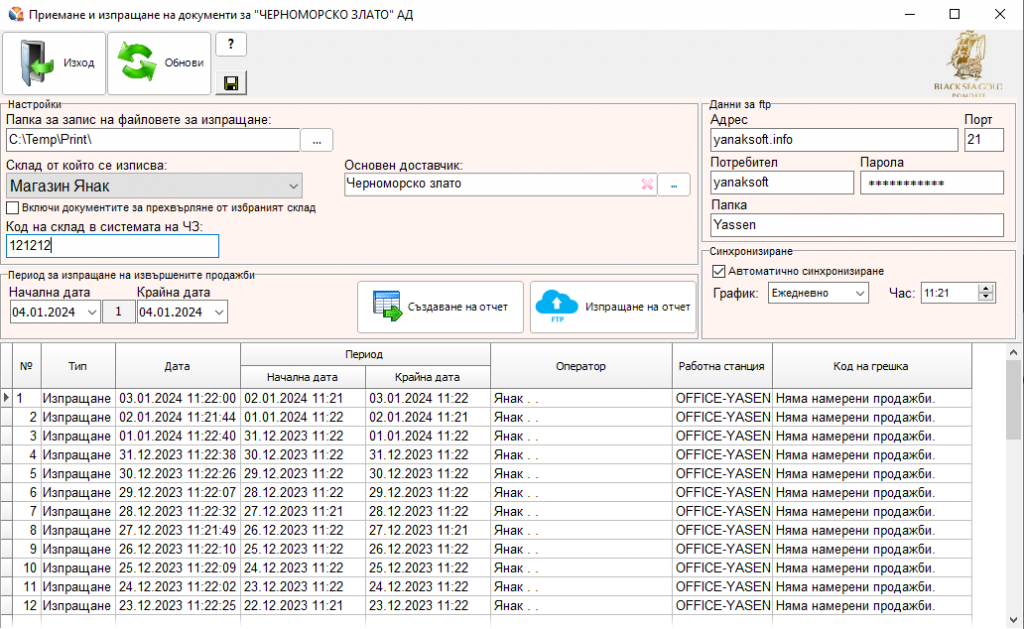 Приемане и изпращане на документи за "ЧЕРНОМОРСКО ЗЛАТО" АД
Изход
Обнови
?
BLACK SEA GOLD
POMORIE
Настройки
Папка за запис на файловете за изпращане:
C:\Temp\Print\
...
Склад от който се изписва:
Магазин Янак
Основен доставчик:
Черноморско злато
...
Включи документите за прехвърляне от избраният склад
Код на склад в системата на ЧЗ:
121212
Данни за ftp
Адрес
Порт
yanaksoft.info
21
Потребител
Парола
yanaksoft
***********
Папка
Yassen
Период за изпращане на извършените продажби
Начална дата
Крайна дата
04.01.2024
1
04.01.2024
Създаване на отчет
FTP
Изпращане на отчет
Синхронизиране
Автоматично синхронизиране
График:
Ежедневно
Час:
11:21
№ Тип Дата Период Оператор Работна станция Код на грешка
Начална дата Крайна дата
1 Изпращане 03.01.2024 11:22:00 02.01.2024 11:21 03.01.2024 11:22 Янак . . OFFICE-YASEN Няма намерени продажби.
2 Изпращане 02.01.2024 11:21:44 01.01.2024 11:22 02.01.2024 11:21 Янак . . OFFICE-YASEN Няма намерени продажби.
3 Изпращане 01.01.2024 11:22:40 31.12.2023 11:22 01.01.2024 11:22 Янак . . OFFICE-YASEN Няма намерени продажби.
4 Изпращане 31.12.2023 11:22:38 30.12.2023 11:22 31.12.2023 11:22 Янак . . OFFICE-YASEN Няма намерени продажби.
5 Изпращане 30.12.2023 11:22:26 29.12.2023 11:22 30.12.2023 11:22 Янак . . OFFICE-YASEN Няма намерени продажби.
6 Изпращане 29.12.2023 11:22:07 28.12.2023 11:22 29.12.2023 11:22 Янак . . OFFICE-YASEN Няма намерени продажби.
7 Изпращане 28.12.2023 11:22:32 27.12.2023 11:21 28.12.2023 11:22 Янак . . OFFICE-YASEN Няма намерени продажби.
8 Изпращане 27.12.2023 11:21:49 26.12.2023 11:22 27.12.2023 11:21 Янак . . OFFICE-YASEN Няма намерени продажби.
9 Изпращане 26.12.2023 11:22:10 25.12.2023 11:22 26.12.2023 11:22 Янак . . OFFICE-YASEN Няма намерени продажби.
10 Изпращане 25.12.2023 11:22:09 24.12.2023 11:22 25.12.2023 11:22 Янак . . OFFICE-YASEN Няма намерени продажби.
11 Изпращане 24.12.2023 11:22:02 23.12.2023 11:22 24.12.2023 11:22 Янак . . OFFICE-YASEN Няма намерени продажби.
12 Изпращане 23.12.2023 11:22:25 22.12.2023 11:21 23.12.2023 11:22 Янак . . OFFICE-YASEN Няма намерени продажби.